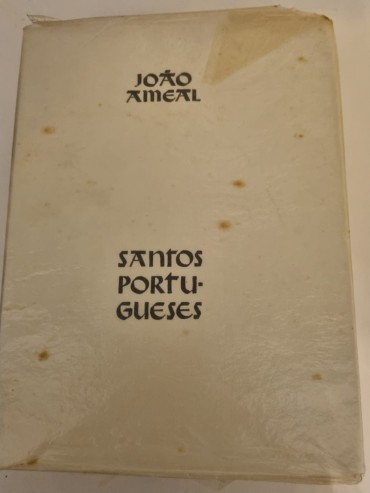 JOÃO
AMEAL
SANTOS
PORTU-
GUESES